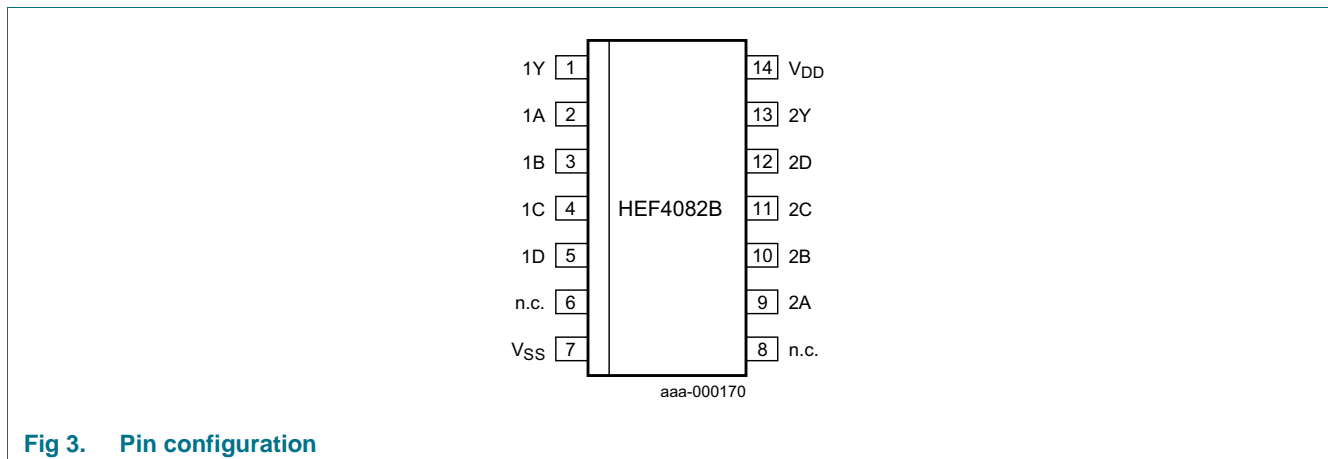 1Y 1 14 VDD
1A 2 13 2Y
1B 3 12 2D
1C 4 HEF4082B 11 2C
1D 5 10 2B
n.c. 6 9 2A
VSS 7 8 n.c.
aaa-000170
Fig 3. Pin configuration